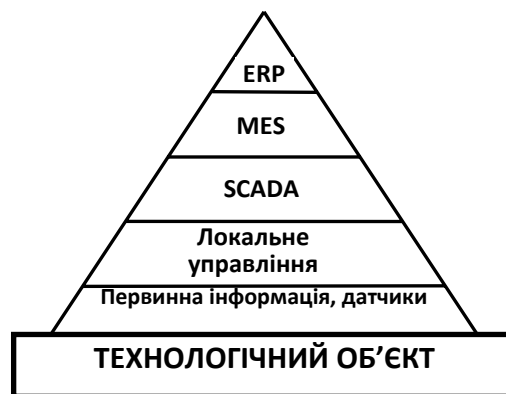 ERP
MES
SCADA
Локальне
управління
Первинна інформація, датчики
ТЕХНОЛОГІЧНИЙ ОБ’ЄКТ